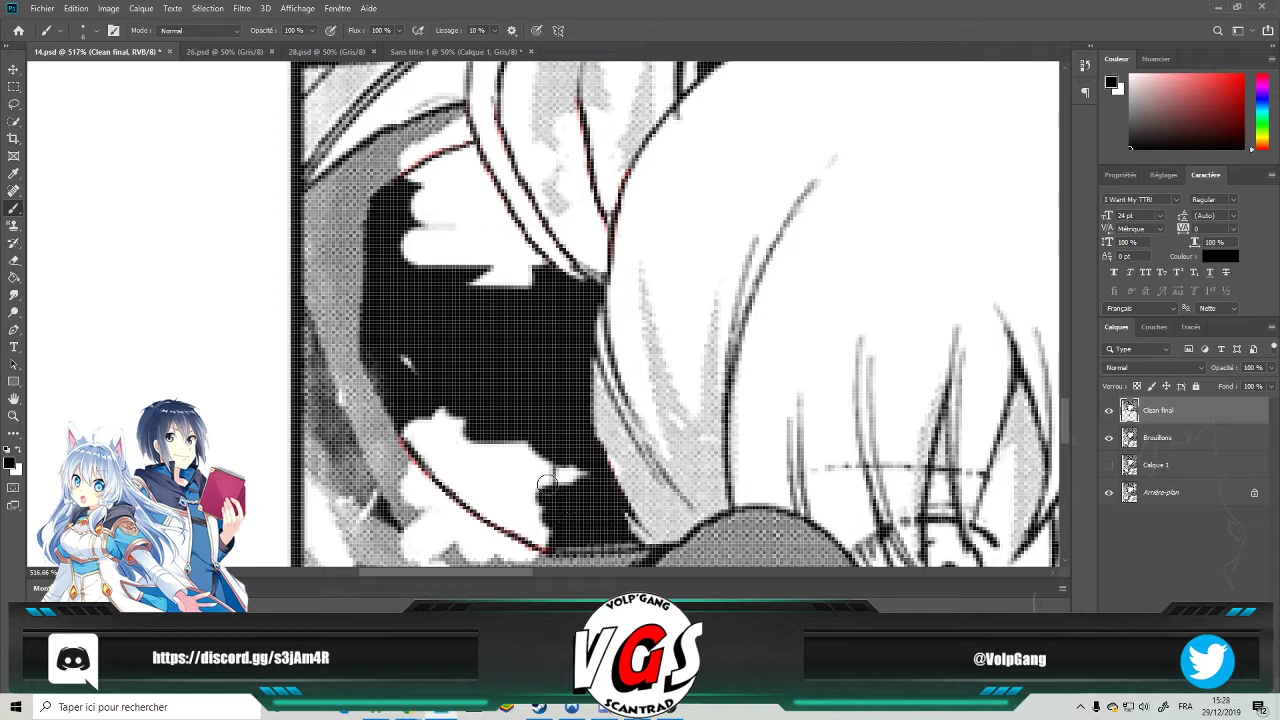 Ps Fichier Edition Image Calque Texte Sélection Filtre 3D Affichage Fenêtre Aide
Mode : Normal Opacité : 100 % Flux : 100 % Lissage : 10 %
14.psd @ 517% (Clean final, RVB/8) * × 26.psd @ 50% (Gris/8) × 28.psd @ 50% (Gris/8) × Sans titre-1 @ 50% (Calque 1, Gris/8) * ×
Couleur Nuancier
Propriétés Réglages Caractère
I Want My TTR! Regular
24 pt (Auto)
Métrique 0
100 % 100 %
0 pt Couleur :
Français Nette
Calques Couches Tracés
Type
Normal Opacité : 100 %
Verrou : Fond : 100 %
Clean final
Brouillons
Calque 1
Arrière-plan
516,66 %
VOLP'GANG
VGS
SCANTRAD
https://discord.gg/s3jAm4R
@VolpGang
Taper ici pour rechercher
FRA
15:28
29/12/2019